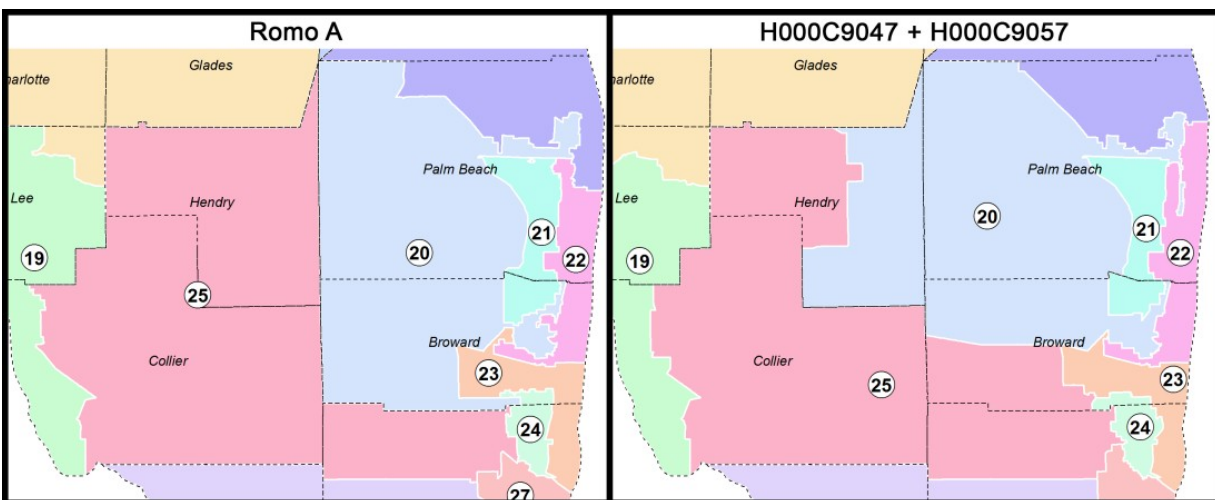 Romo A
Glades
harlotte
Palm Beach
Lee
Hendry
21
20
19
22
25
Broward
Collier
23
24
27
H000C9047 + H000C9057
Glades
harlotte
Palm Beach
Lee
Hendry
20
21
22
19
Broward
Collier
25
23
24